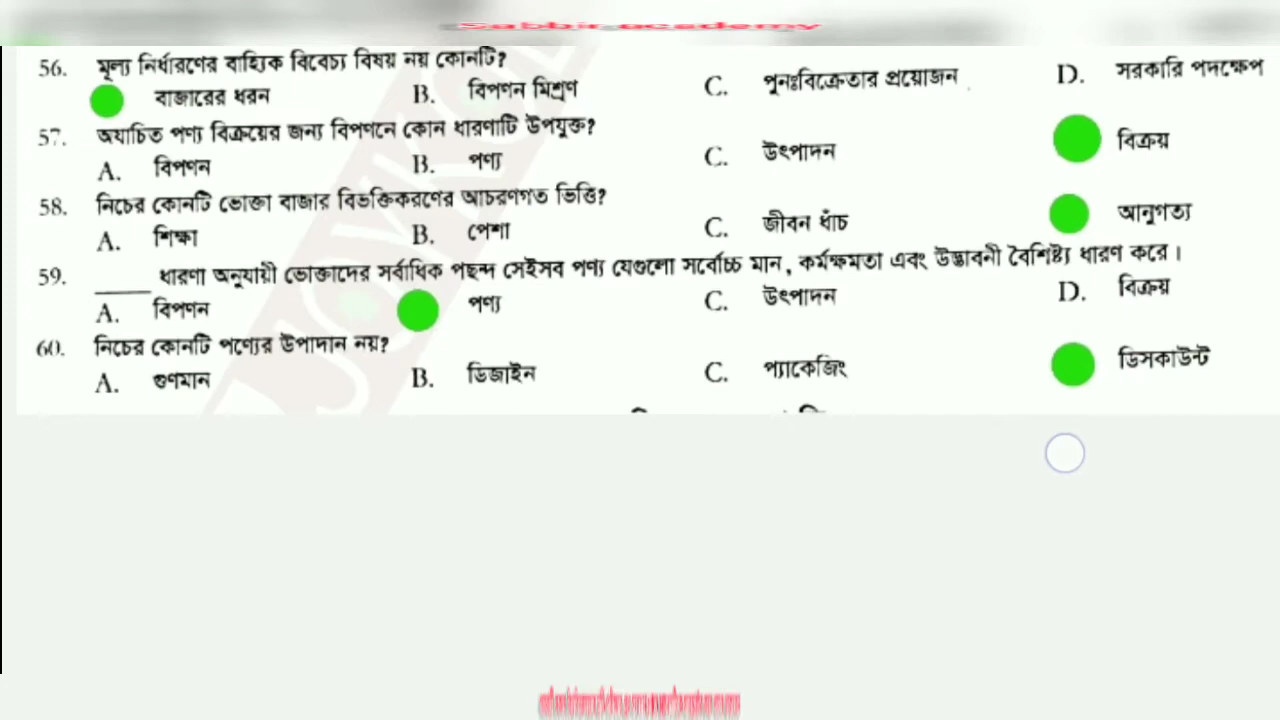 Sabbir academy
56. মূল্য নির্ধারণের বাহ্যিক বিবেচ্য বিষয় নয় কোনটি?
বাজারের ধরন B. বিপণন মিশ্রণ C. পুনঃবিক্রেতার প্রয়োজন D. সরকারি পদক্ষেপ
57. অযাচিত পণ্য বিক্রয়ের জন্য বিপণনে কোন ধারণাটি উপযুক্ত?
A. বিপণন B. পণ্য C. উৎপাদন বিক্রয়
58. নিচের কোনটি ভোক্তা বাজার বিভক্তিকরণের আচরণগত ভিত্তি?
A. শিক্ষা B. পেশা C. জীবন ধাঁচ আনুগত্য
59. _____ ধারণা অনুযায়ী ভোক্তাদের সর্বাধিক পছন্দ সেইসব পণ্য যেগুলো সর্বোচ্চ মান, কর্মক্ষমতা এবং উদ্ভাবনী বৈশিষ্ট্য ধারণ করে।
A. বিপণন পণ্য C. উৎপাদন D. বিক্রয়
60. নিচের কোনটি পণ্যের উপাদান নয়?
A. গুণমান B. ডিজাইন C. প্যাকেজিং ডিসকাউন্ট